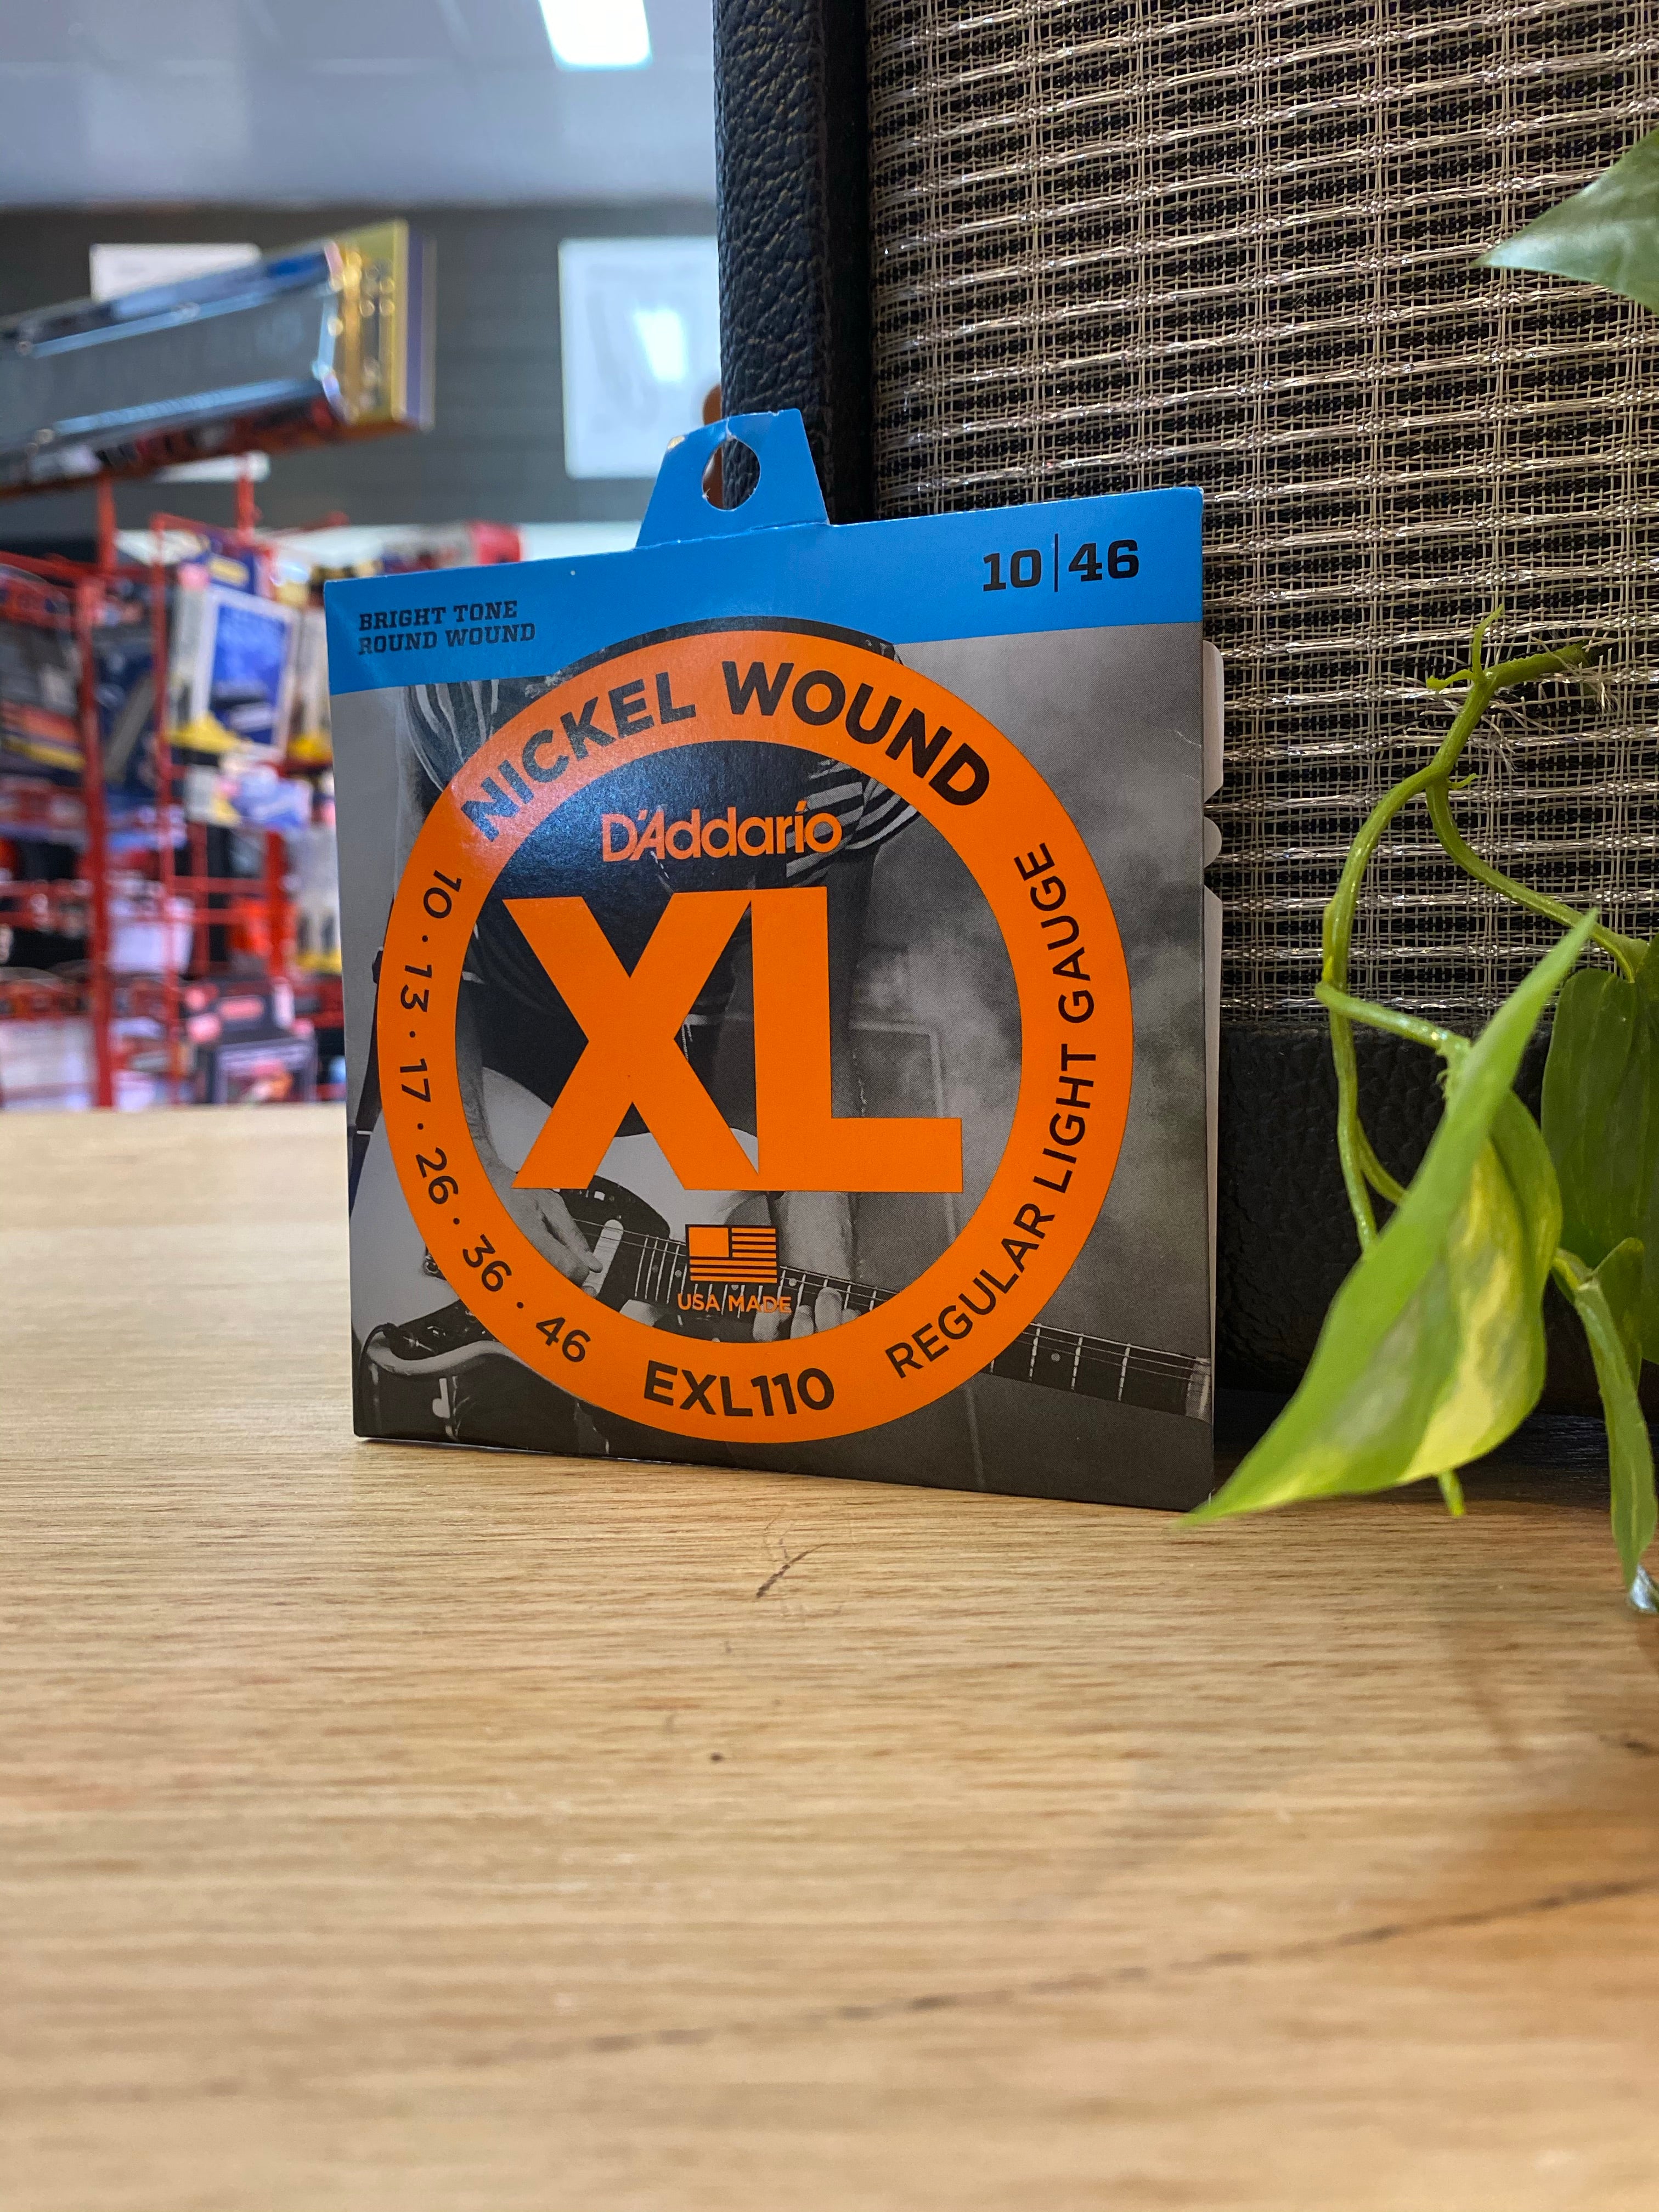 10|46
BRIGHT TONE
ROUND WOUND
NICKEL WOUND
D'Addario
XL
USA MADE
10 · 13 · 17 · 26 · 36 · 46
EXL110
REGULAR LIGHT GAUGE